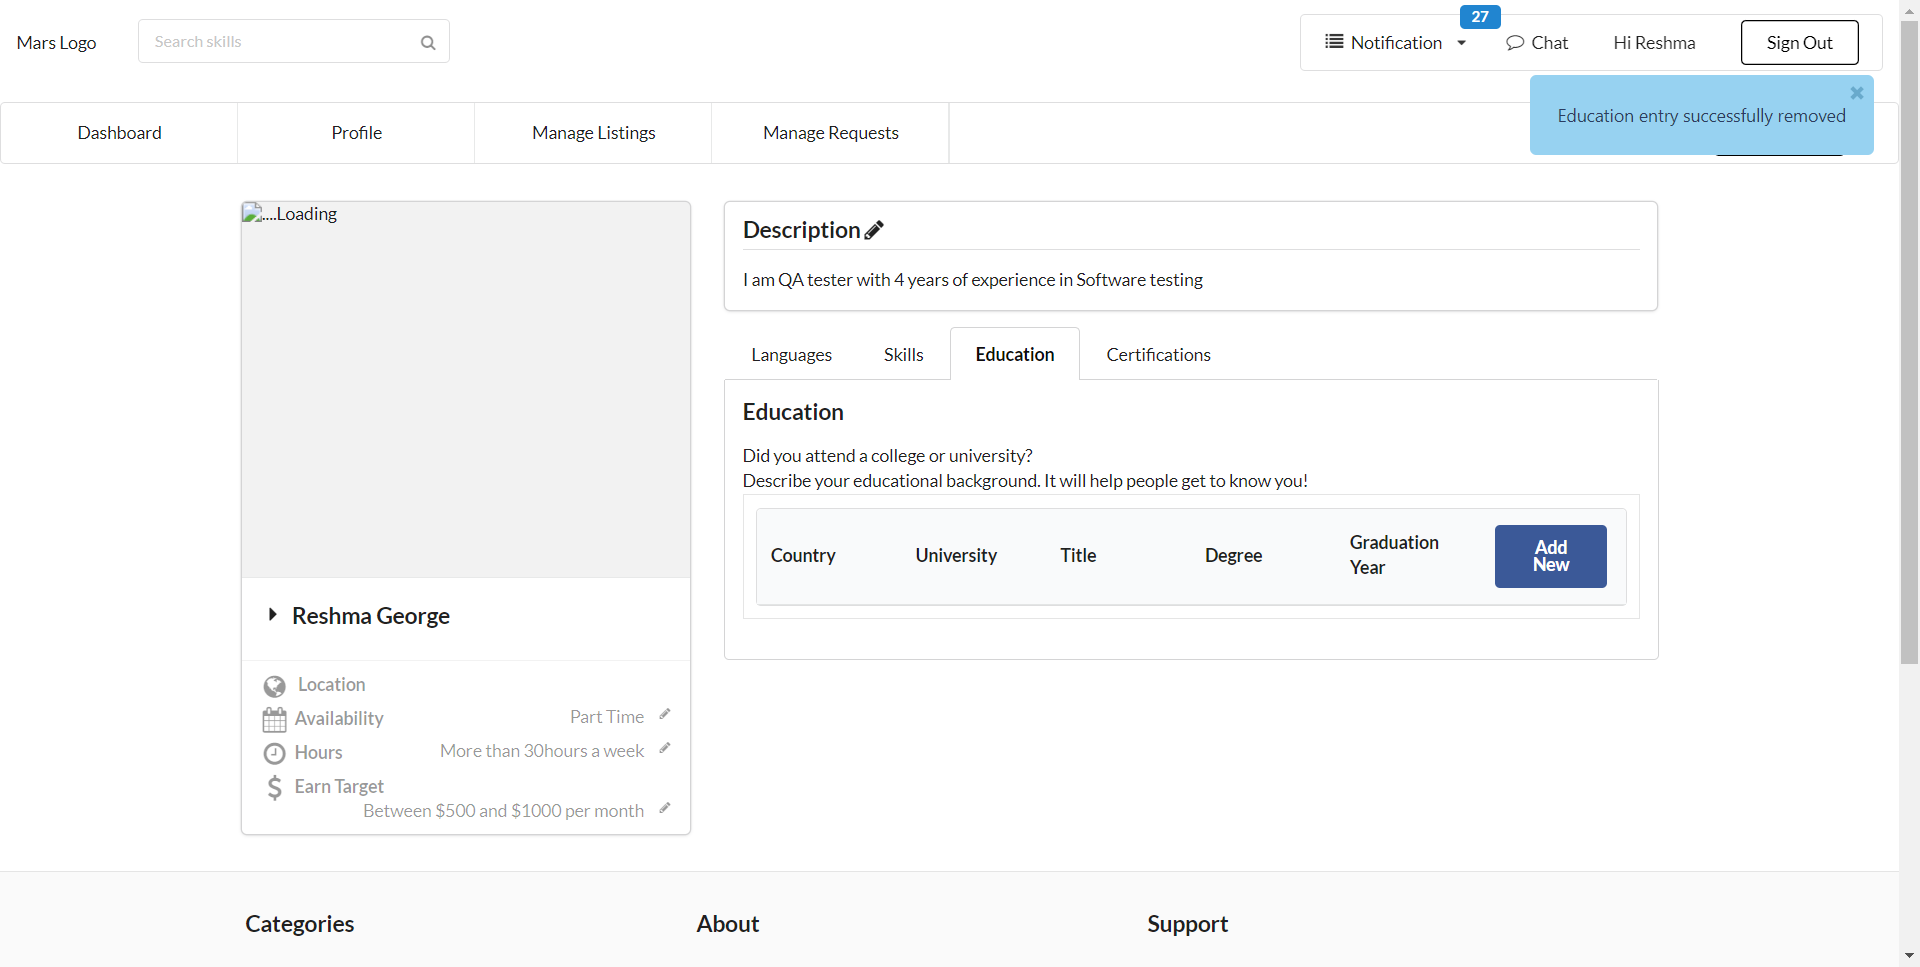 Mars Logo
Search skills
27
Notification
Chat
Hi Reshma
Sign Out
Education entry successfully removed
Dashboard
Profile
Manage Listings
Manage Requests
....Loading
Description
I am QA tester with 4 years of experience in Software testing
Languages
Skills
Education
Certifications
Education
Did you attend a college or university?
Describe your educational background. It will help people get to know you!
Country
University
Title
Degree
Graduation
Year
Add
New
Reshma George
Location
Availability
Part Time
Hours
More than 30hours a week
Earn Target
Between $500 and $1000 per month
Categories
About
Support